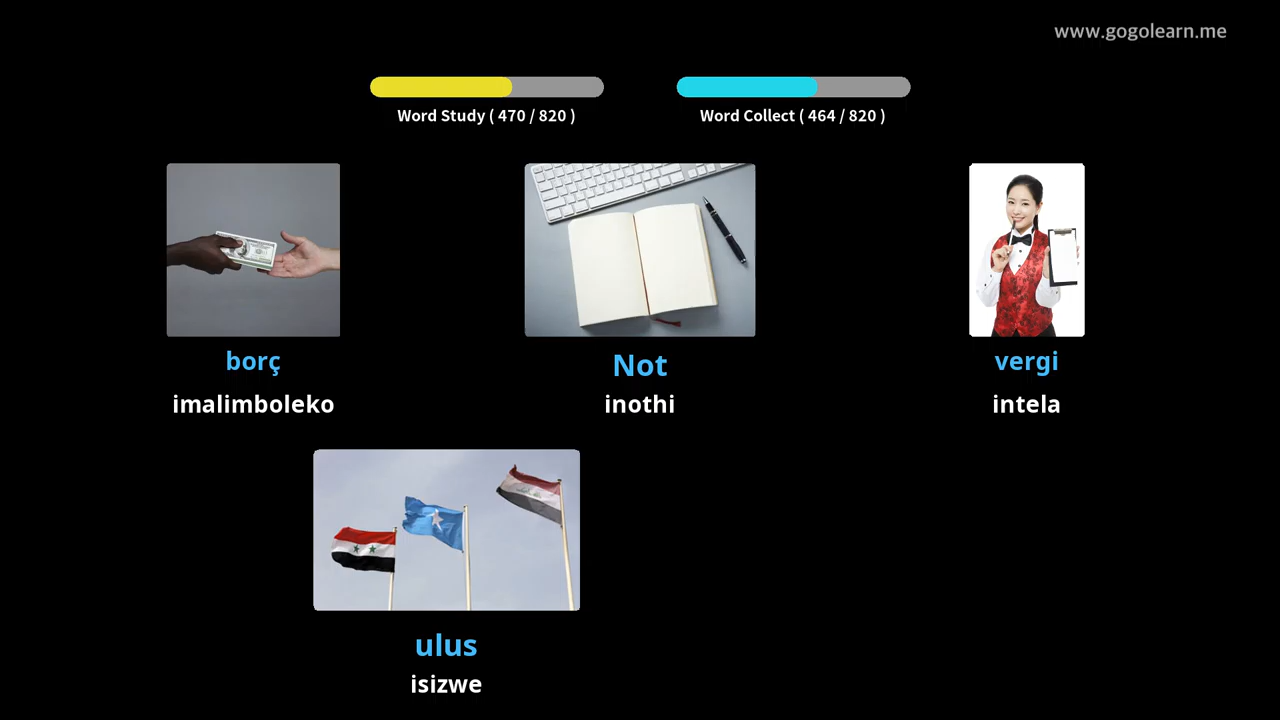 www.gogolearn.me
Word Study ( 470 / 820 )
Word Collect ( 464 / 820 )
borç
imalimboleko
Not
inothi
vergi
intela
ulus
isizwe